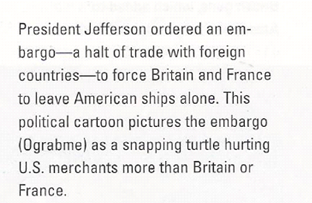 President Jefferson ordered an em-
bargo—a halt of trade with foreign
countries—to force Britain and France
to leave American ships alone. This
political cartoon pictures the embargo
(Ograbme) as a snapping turtle hurting
U.S. merchants more than Britain or
France.